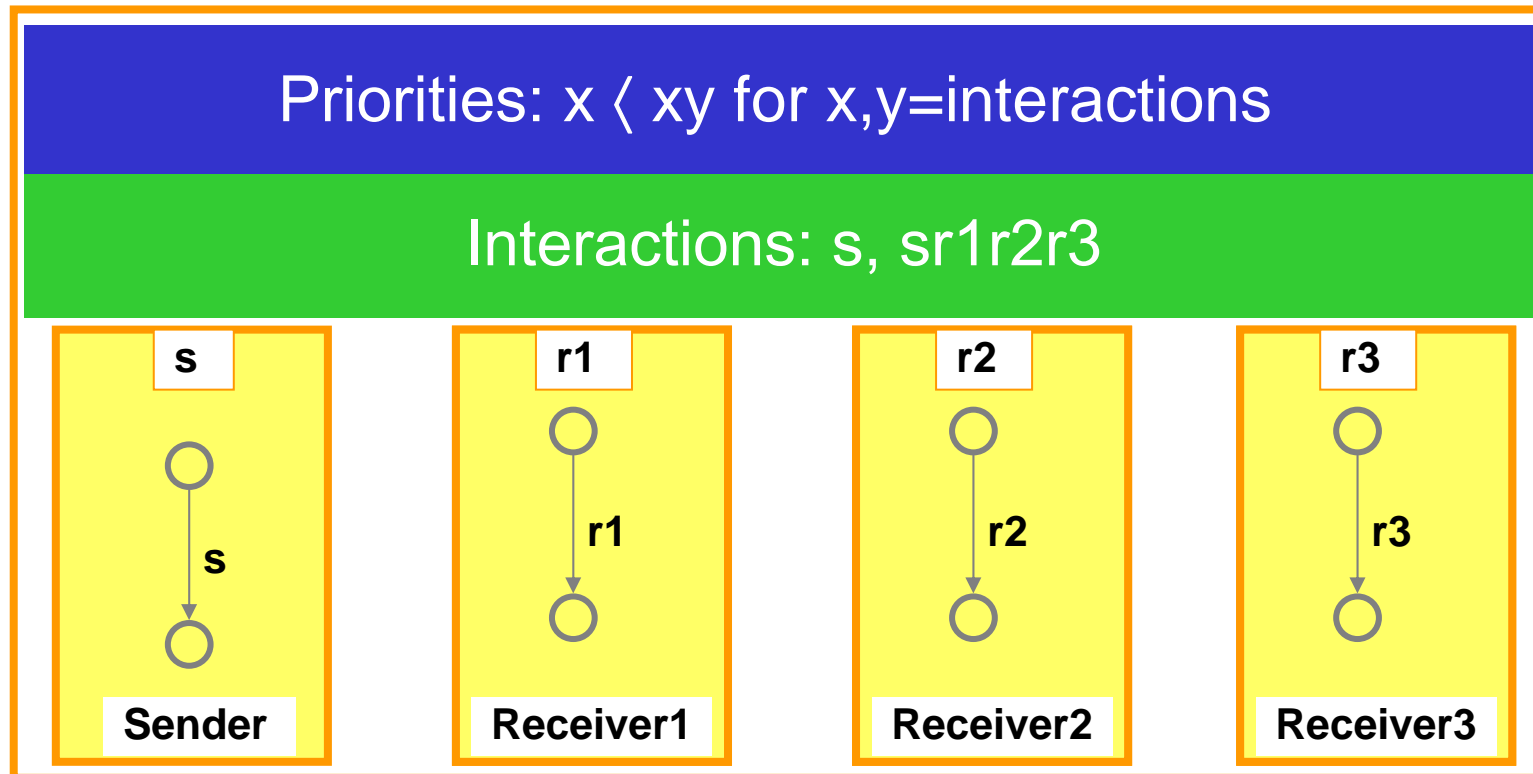 Priorities: x ⟨ xy for x,y=interactions
Interactions: s, sr1r2r3
s
r1
r2
r3
s
r1
r2
r3
Sender
Receiver1
Receiver2
Receiver3